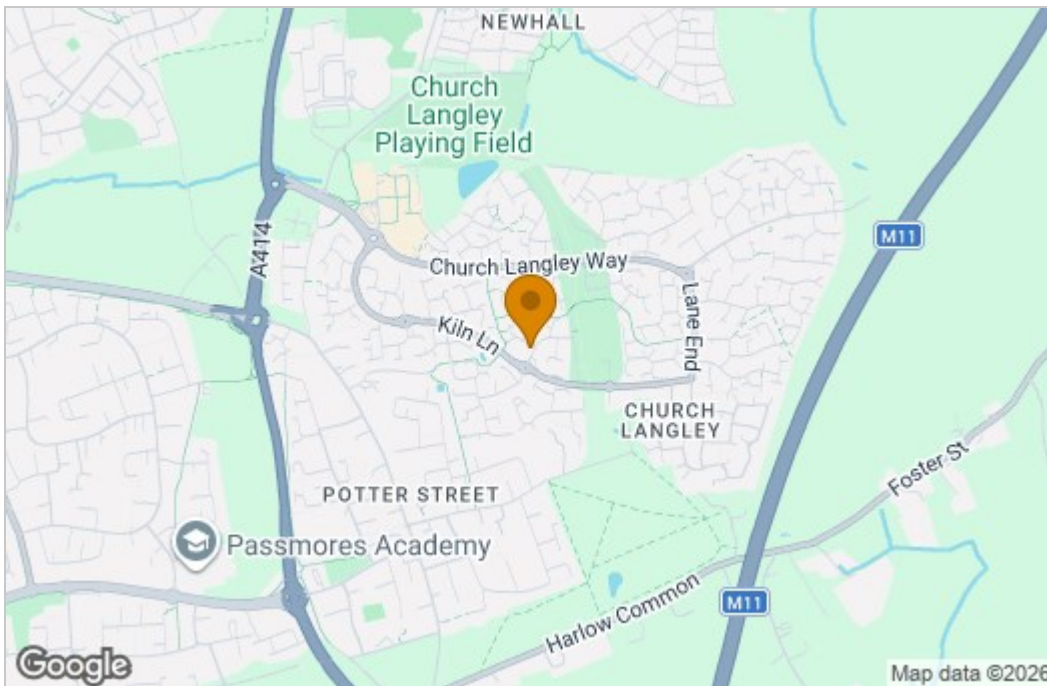 NEWHALL
Church
Langley
Playing Field
A414
M11
Church Langley Way
Lane End
Kiln Ln
CHURCH
LANGLEY
Foster St
POTTER STREET
Passmores Academy
M11
Harlow Common
Google
Map data ©2026